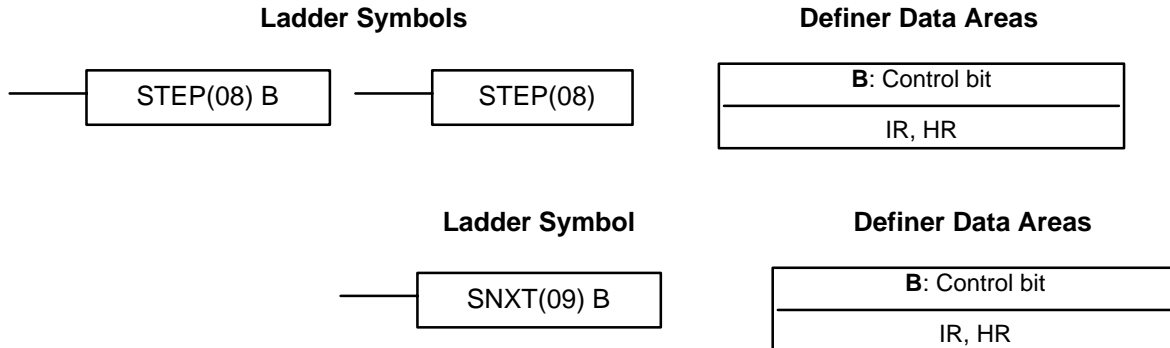 Ladder Symbols
Definer Data Areas
STEP(08) B
STEP(08)
B: Control bit
IR, HR
Ladder Symbol
Definer Data Areas
SNXT(09) B
B: Control bit
IR, HR